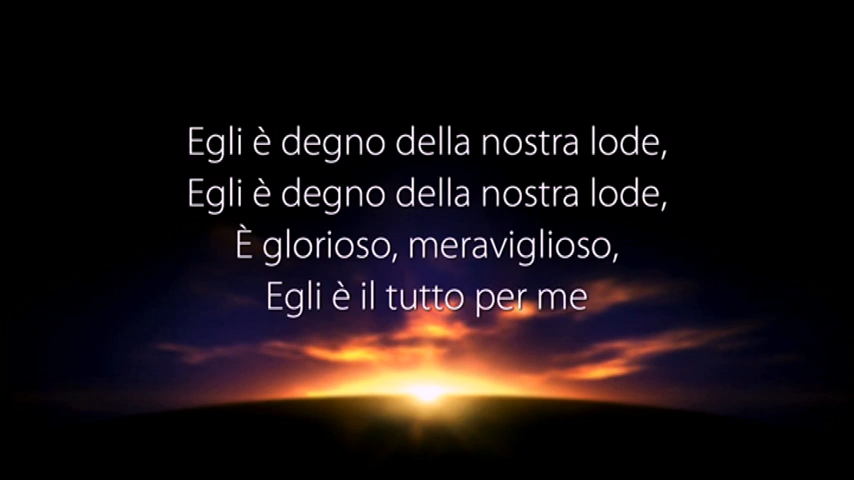 Egli è degno della nostra lode,
Egli è degno della nostra lode,
È glorioso, meraviglioso,
Egli è il tutto per me